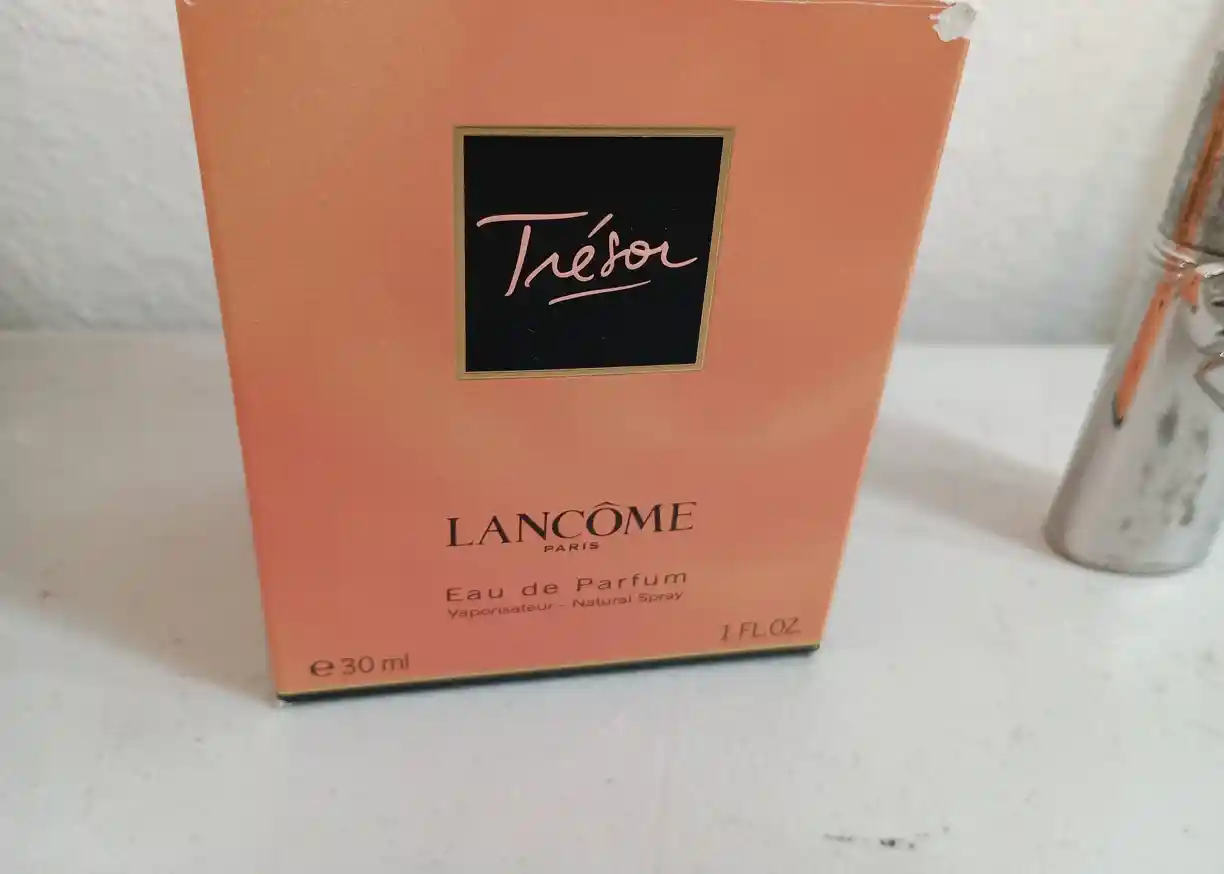 Trésor
LANCÔME
PARIS
Eau de Parfum
Vaporisateur - Natural Spray
1 FL.OZ.
℮ 30 ml